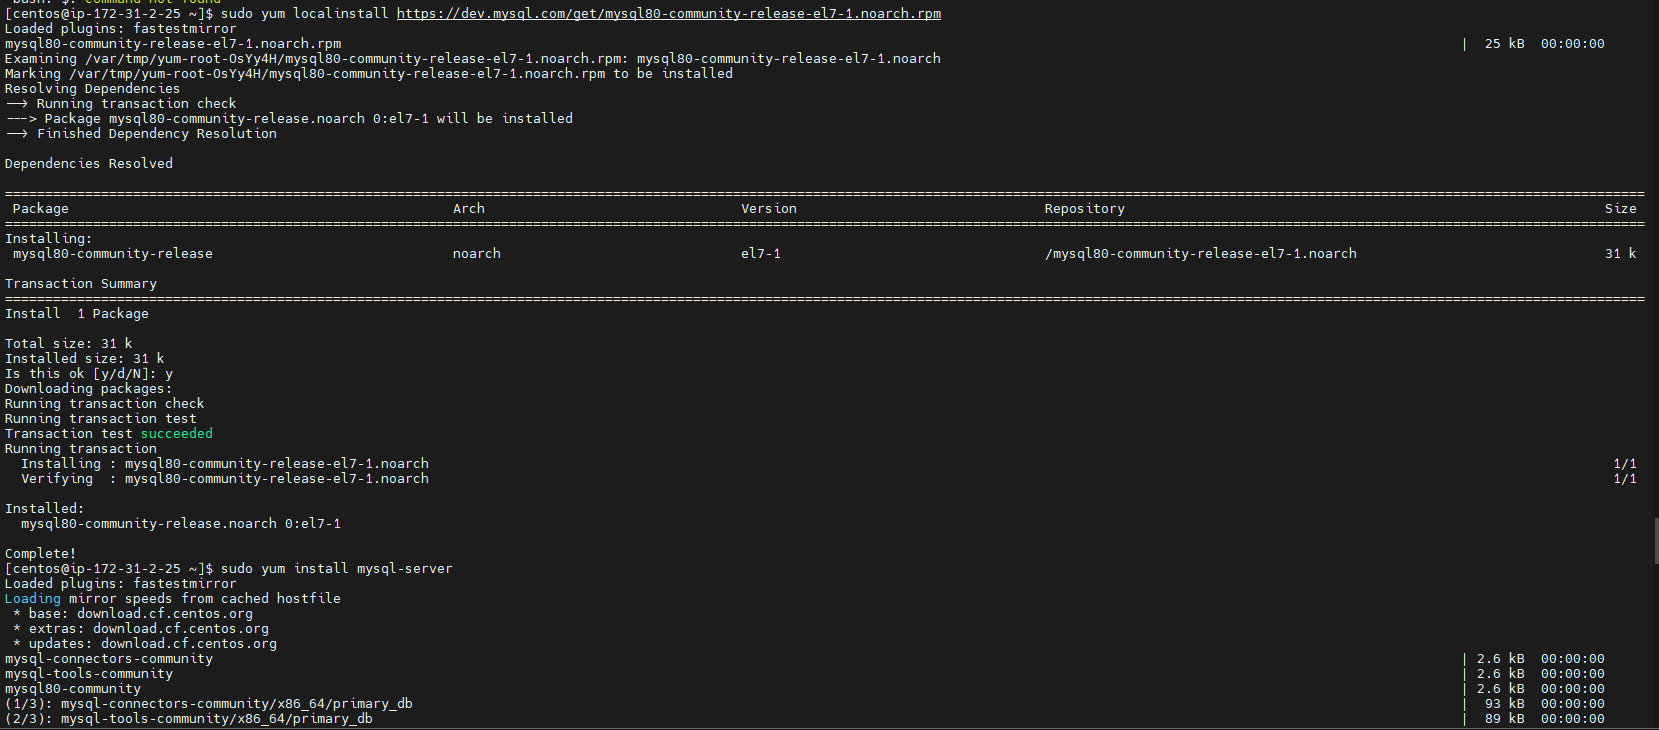 -bash: $: command not found
[centos@ip-172-31-2-25 ~]$ sudo yum localinstall https://dev.mysql.com/get/mysql80-community-release-el7-1.noarch.rpm
Loaded plugins: fastestmirror
mysql80-community-release-el7-1.noarch.rpm | 25 kB 00:00:00
Examining /var/tmp/yum-root-OsYy4H/mysql80-community-release-el7-1.noarch.rpm: mysql80-community-release-el7-1.noarch
Marking /var/tmp/yum-root-OsYy4H/mysql80-community-release-el7-1.noarch.rpm to be installed
Resolving Dependencies
--> Running transaction check
---> Package mysql80-community-release.noarch 0:el7-1 will be installed
--> Finished Dependency Resolution
Dependencies Resolved
================================================================================
Package Arch Version Repository Size
================================================================================
Installing:
mysql80-community-release noarch el7-1 /mysql80-community-release-el7-1.noarch 31 k
Transaction Summary
================================================================================
Install 1 Package
Total size: 31 k
Installed size: 31 k
Is this ok [y/d/N]: y
Downloading packages:
Running transaction check
Running transaction test
Transaction test succeeded
Running transaction
Installing : mysql80-community-release-el7-1.noarch 1/1
Verifying : mysql80-community-release-el7-1.noarch 1/1
Installed:
mysql80-community-release.noarch 0:el7-1
Complete!
[centos@ip-172-31-2-25 ~]$ sudo yum install mysql-server
Loaded plugins: fastestmirror
Loading mirror speeds from cached hostfile
* base: download.cf.centos.org
* extras: download.cf.centos.org
* updates: download.cf.centos.org
mysql-connectors-community | 2.6 kB 00:00:00
mysql-tools-community | 2.6 kB 00:00:00
mysql80-community | 2.6 kB 00:00:00
(1/3): mysql-connectors-community/x86_64/primary_db | 93 kB 00:00:00
(2/3): mysql-tools-community/x86_64/primary_db | 89 kB 00:00:00